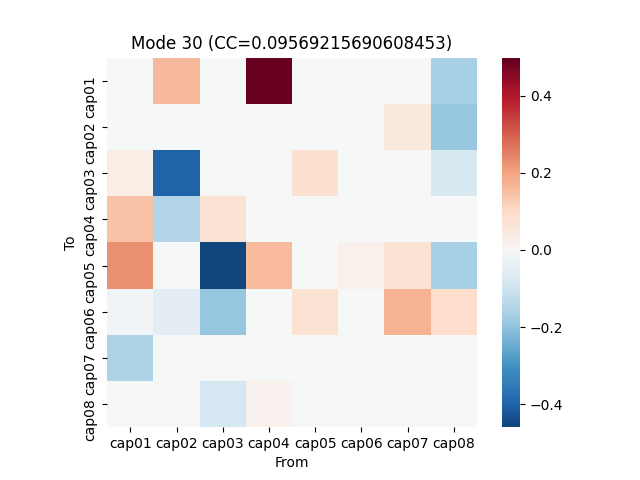 Mode 30 (CC=0.09569215690608453)
To
cap01
cap02
cap03
cap04
cap05
cap06
cap07
cap08
cap01 cap02 cap03 cap04 cap05 cap06 cap07 cap08
From
0.4
0.2
0.0
−0.2
−0.4